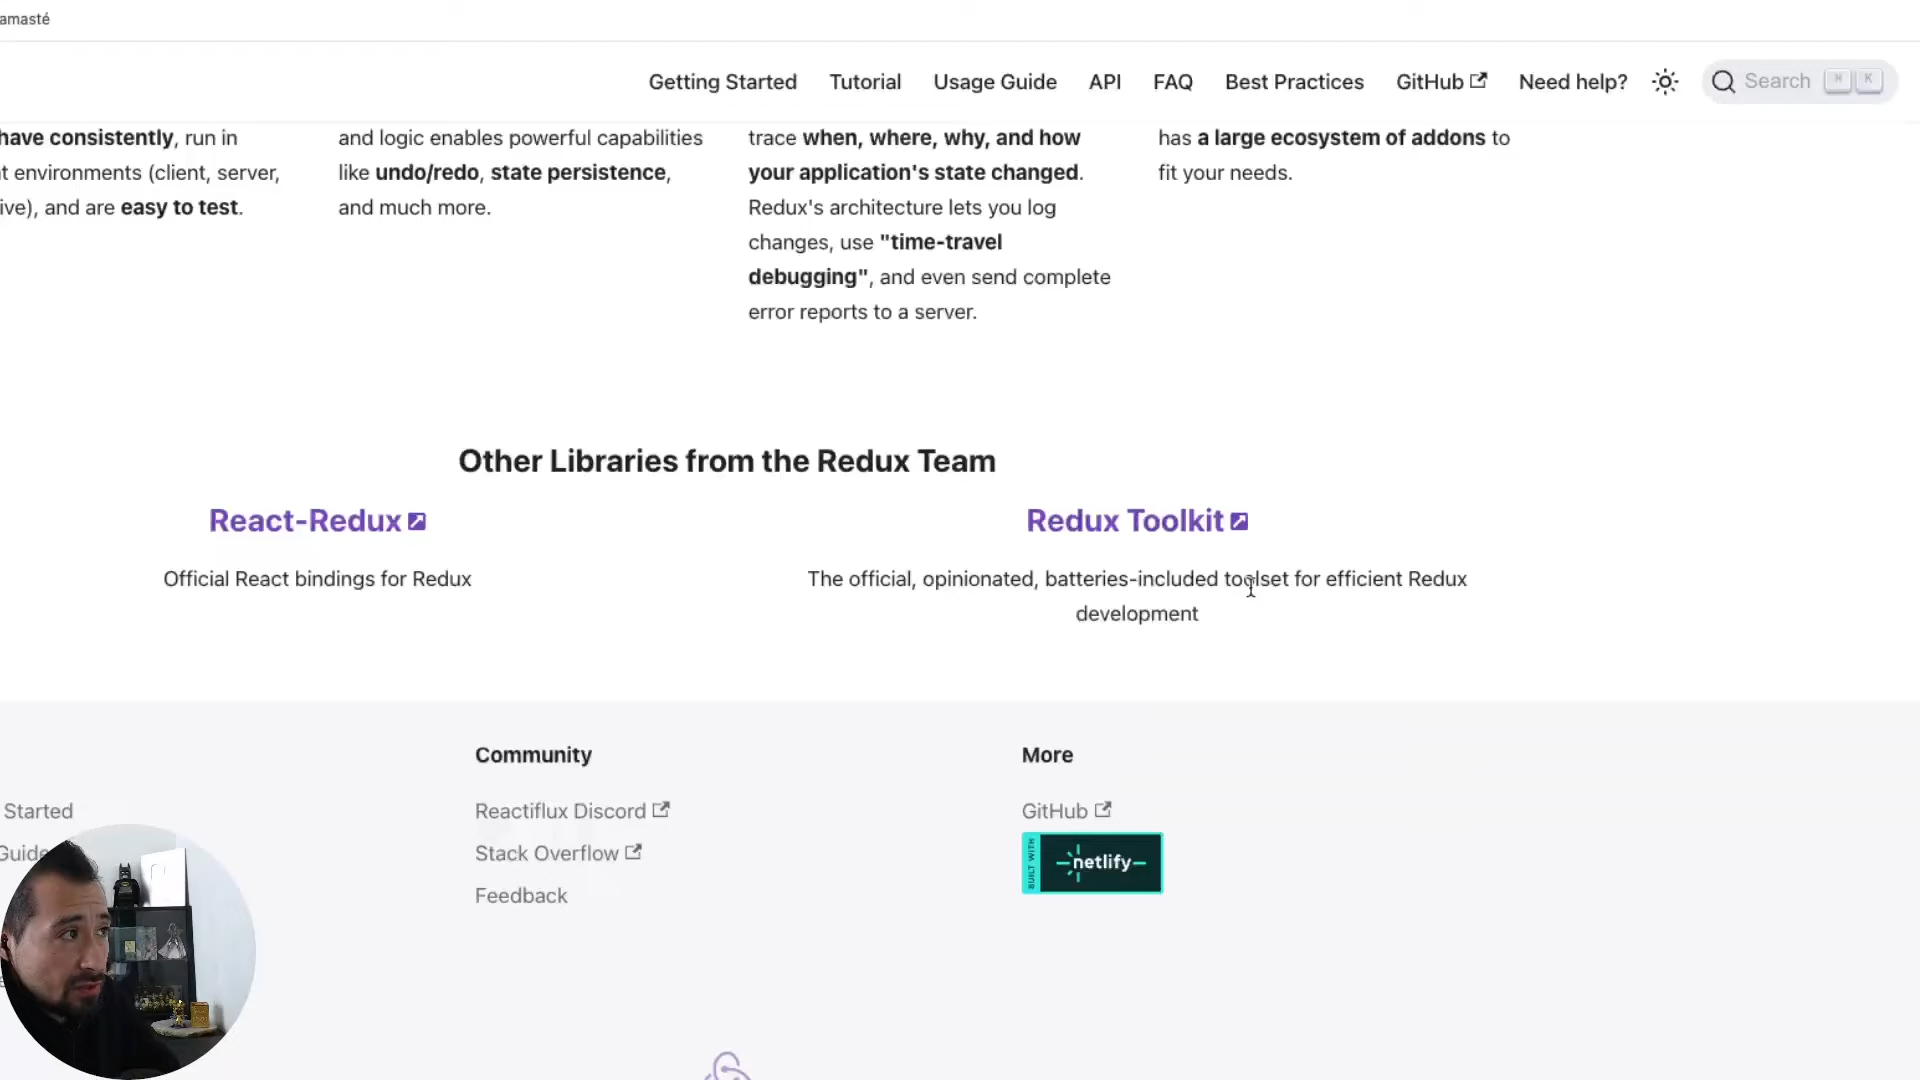 amasté
Getting Started Tutorial Usage Guide API FAQ Best Practices GitHub Need help? Search ⌘ K
have consistently, run in
t environments (client, server,
ive), and are easy to test.
and logic enables powerful capabilities
like undo/redo, state persistence,
and much more.
trace when, where, why, and how
your application's state changed.
Redux's architecture lets you log
changes, use "time-travel
debugging", and even send complete
error reports to a server.
has a large ecosystem of addons to
fit your needs.
Other Libraries from the Redux Team
React-Redux
Official React bindings for Redux
Redux Toolkit
The official, opinionated, batteries-included toolset for efficient Redux
development
Started
Guide
Community
Reactiflux Discord
Stack Overflow
Feedback
More
GitHub
BUILT WITH
netlify